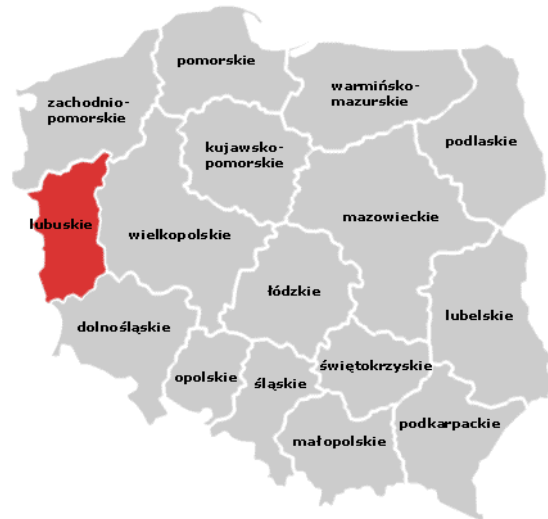 pomorskie
warmińsko-
mazurskie
zachodnio-
pomorskie
podlaskie
kujawsko-
pomorskie
mazowieckie
lubuskie
wielkopolskie
łódzkie
lubelskie
dolnośląskie
świętokrzyskie
opolskie
śląskie
podkarpackie
małopolskie